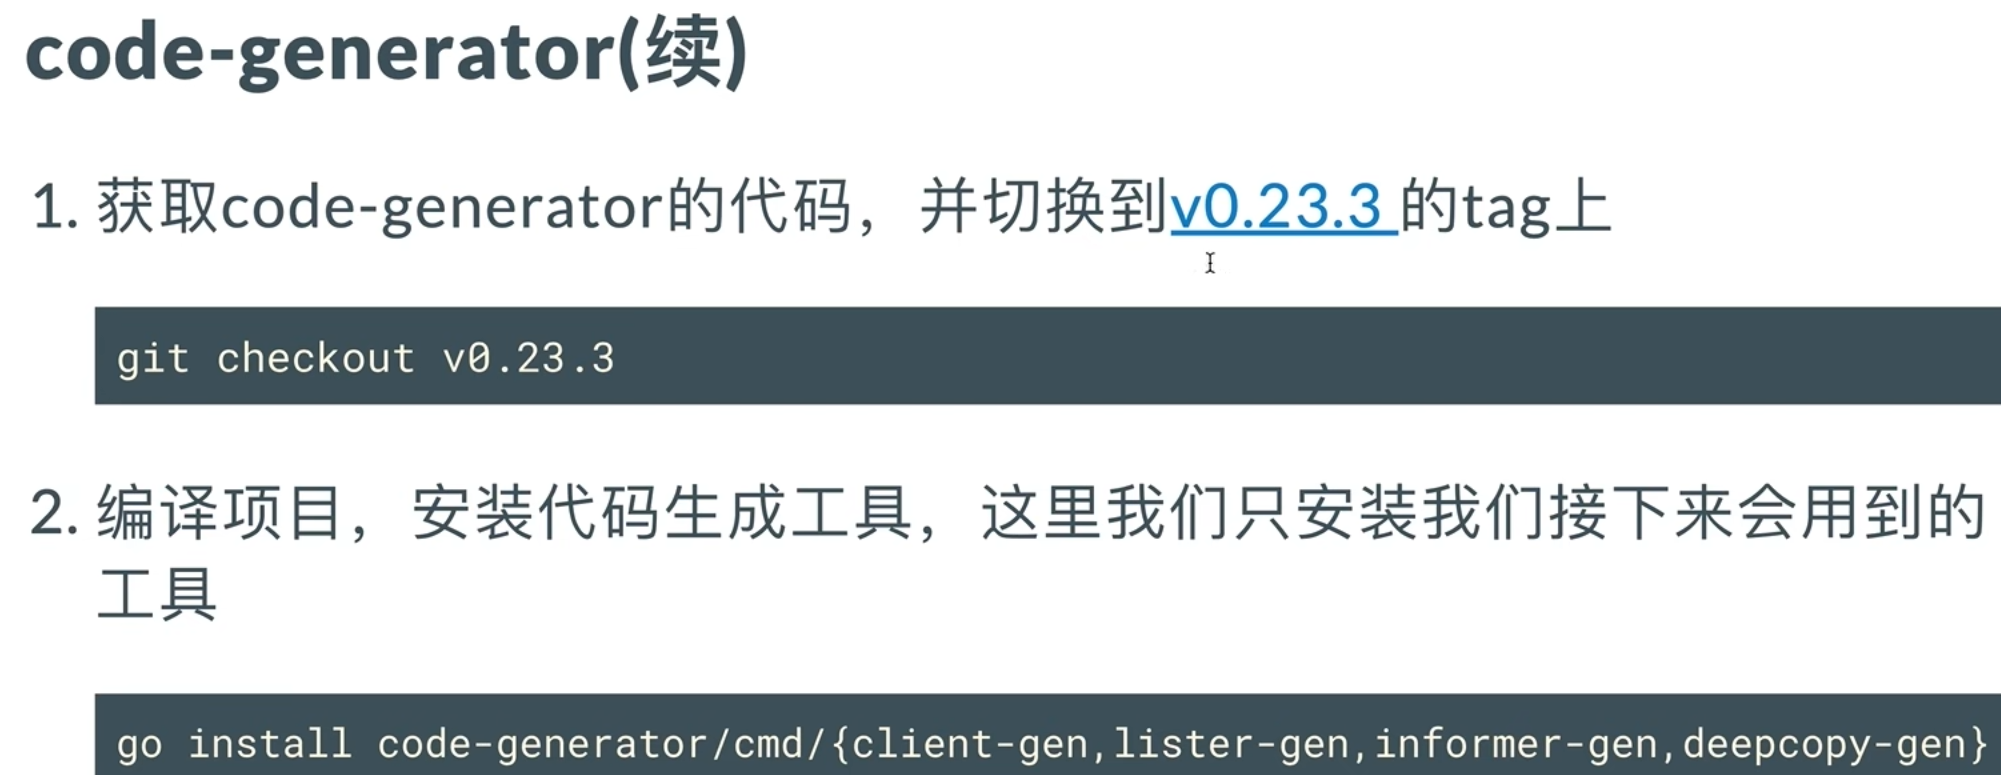 code-generator(续)
1. 获取code-generator的代码，并切换到v0.23.3 的tag上
git checkout v0.23.3
2. 编译项目，安装代码生成工具，这里我们只安装我们接下来会用到的
工具
go install code-generator/cmd/{client-gen,lister-gen,informer-gen,deepcopy-gen}